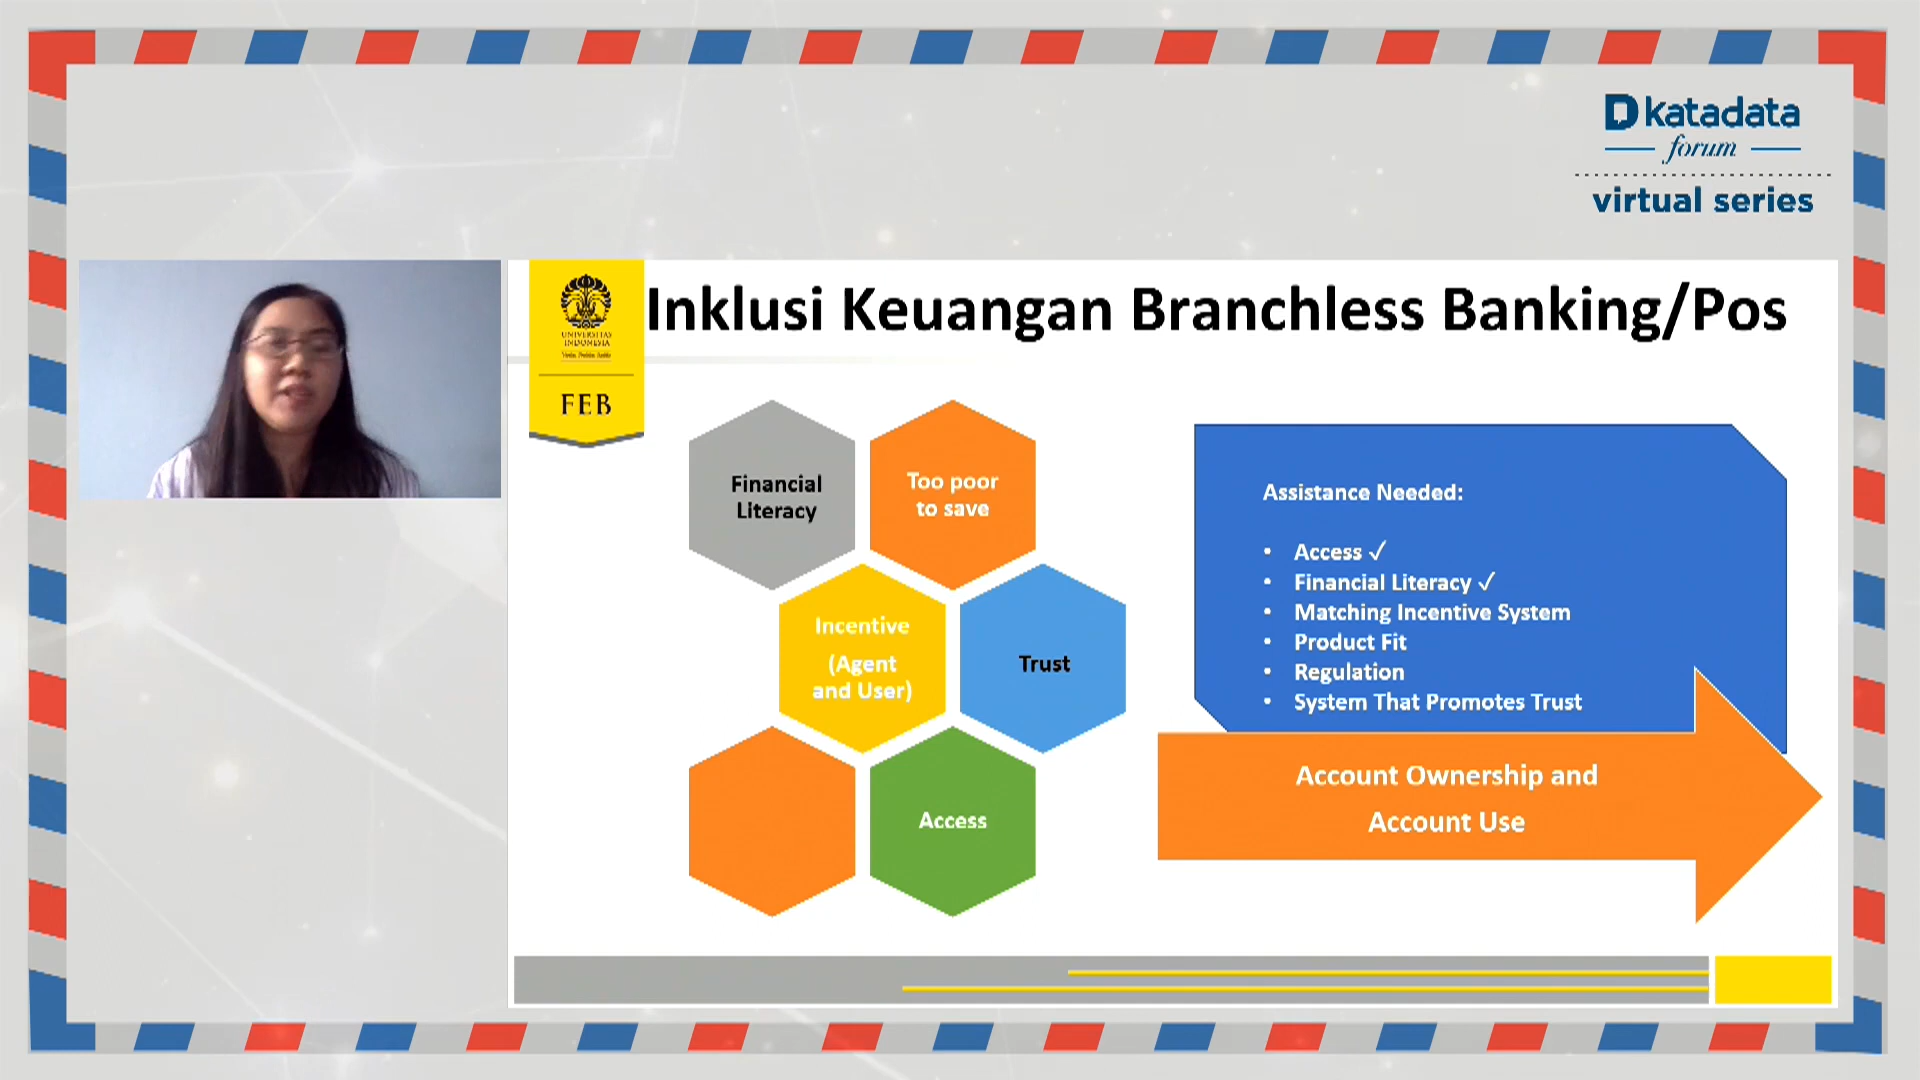 katadata
forum
virtual series
UNIVERSITAS
INDONESIA
FEB
Inklusi Keuangan Branchless Banking/Pos
Financial
Literacy
Too poor
to save
Incentive
(Agent
and User)
Trust
Access
Assistance Needed:
• Access ✓
• Financial Literacy ✓
• Matching Incentive System
• Product Fit
• Regulation
• System That Promotes Trust
Account Ownership and
Account Use